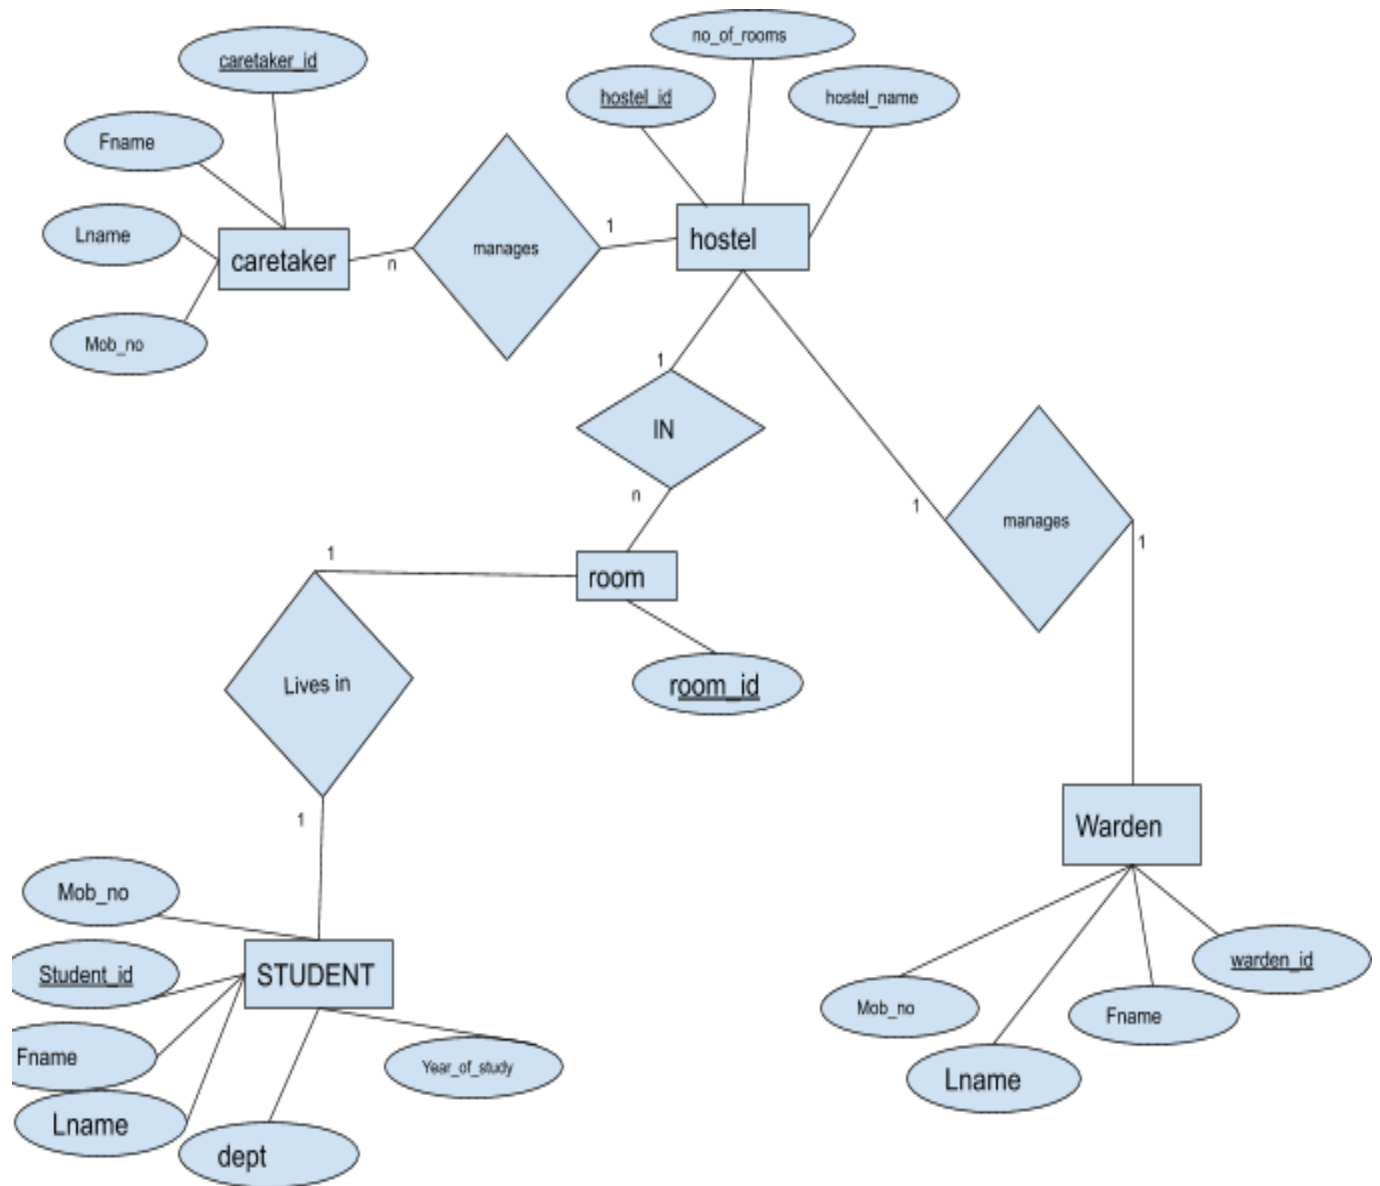 no_of_rooms
caretaker_id
hostel_id
hostel_name
Fname
Lname
caretaker
n
manages
1
hostel
Mob_no
1
IN
n
1
manages
1
1
room
Lives in
room_id
1
Warden
Mob_no
Student_id
STUDENT
Fname
Year_of_study
Lname
dept
warden_id
Mob_no
Fname
Lname